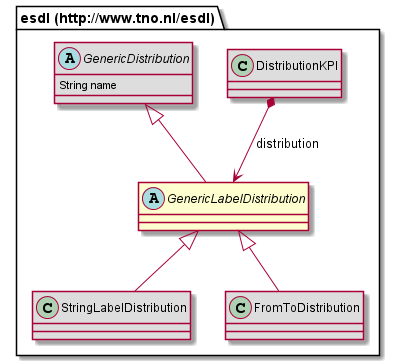 esdl (http://www.tno.nl/esdl)
A GenericDistribution
String name
C DistributionKPI
distribution
A GenericLabelDistribution
C StringLabelDistribution
C FromToDistribution